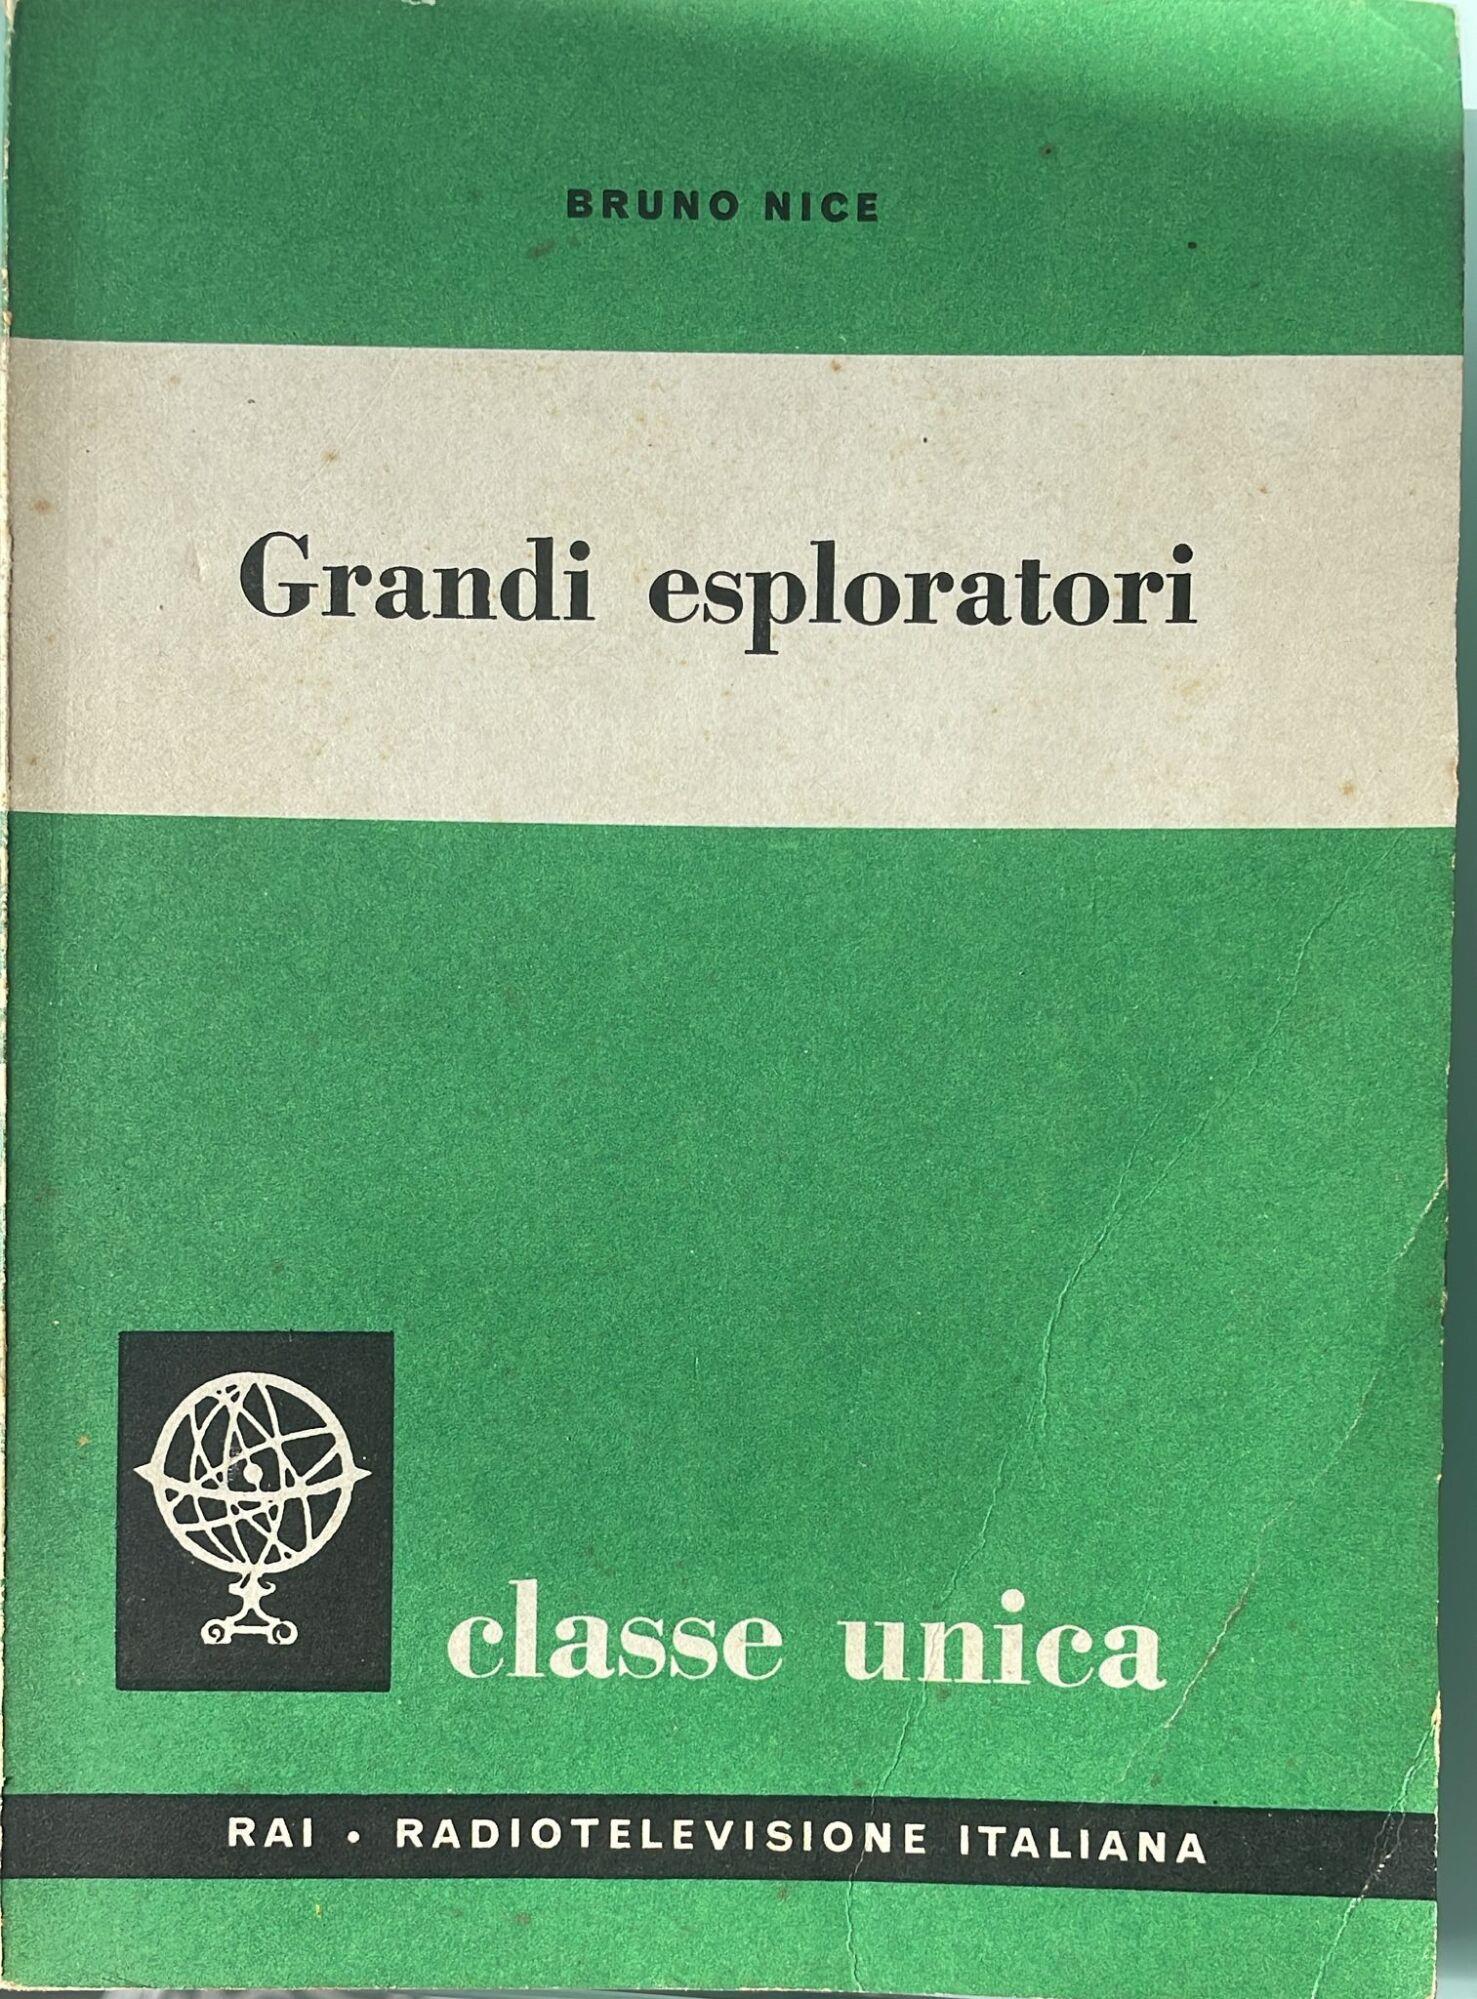 BRUNO NICE
Grandi esploratori
classe unica
RAI • RADIOTELEVISIONE ITALIANA